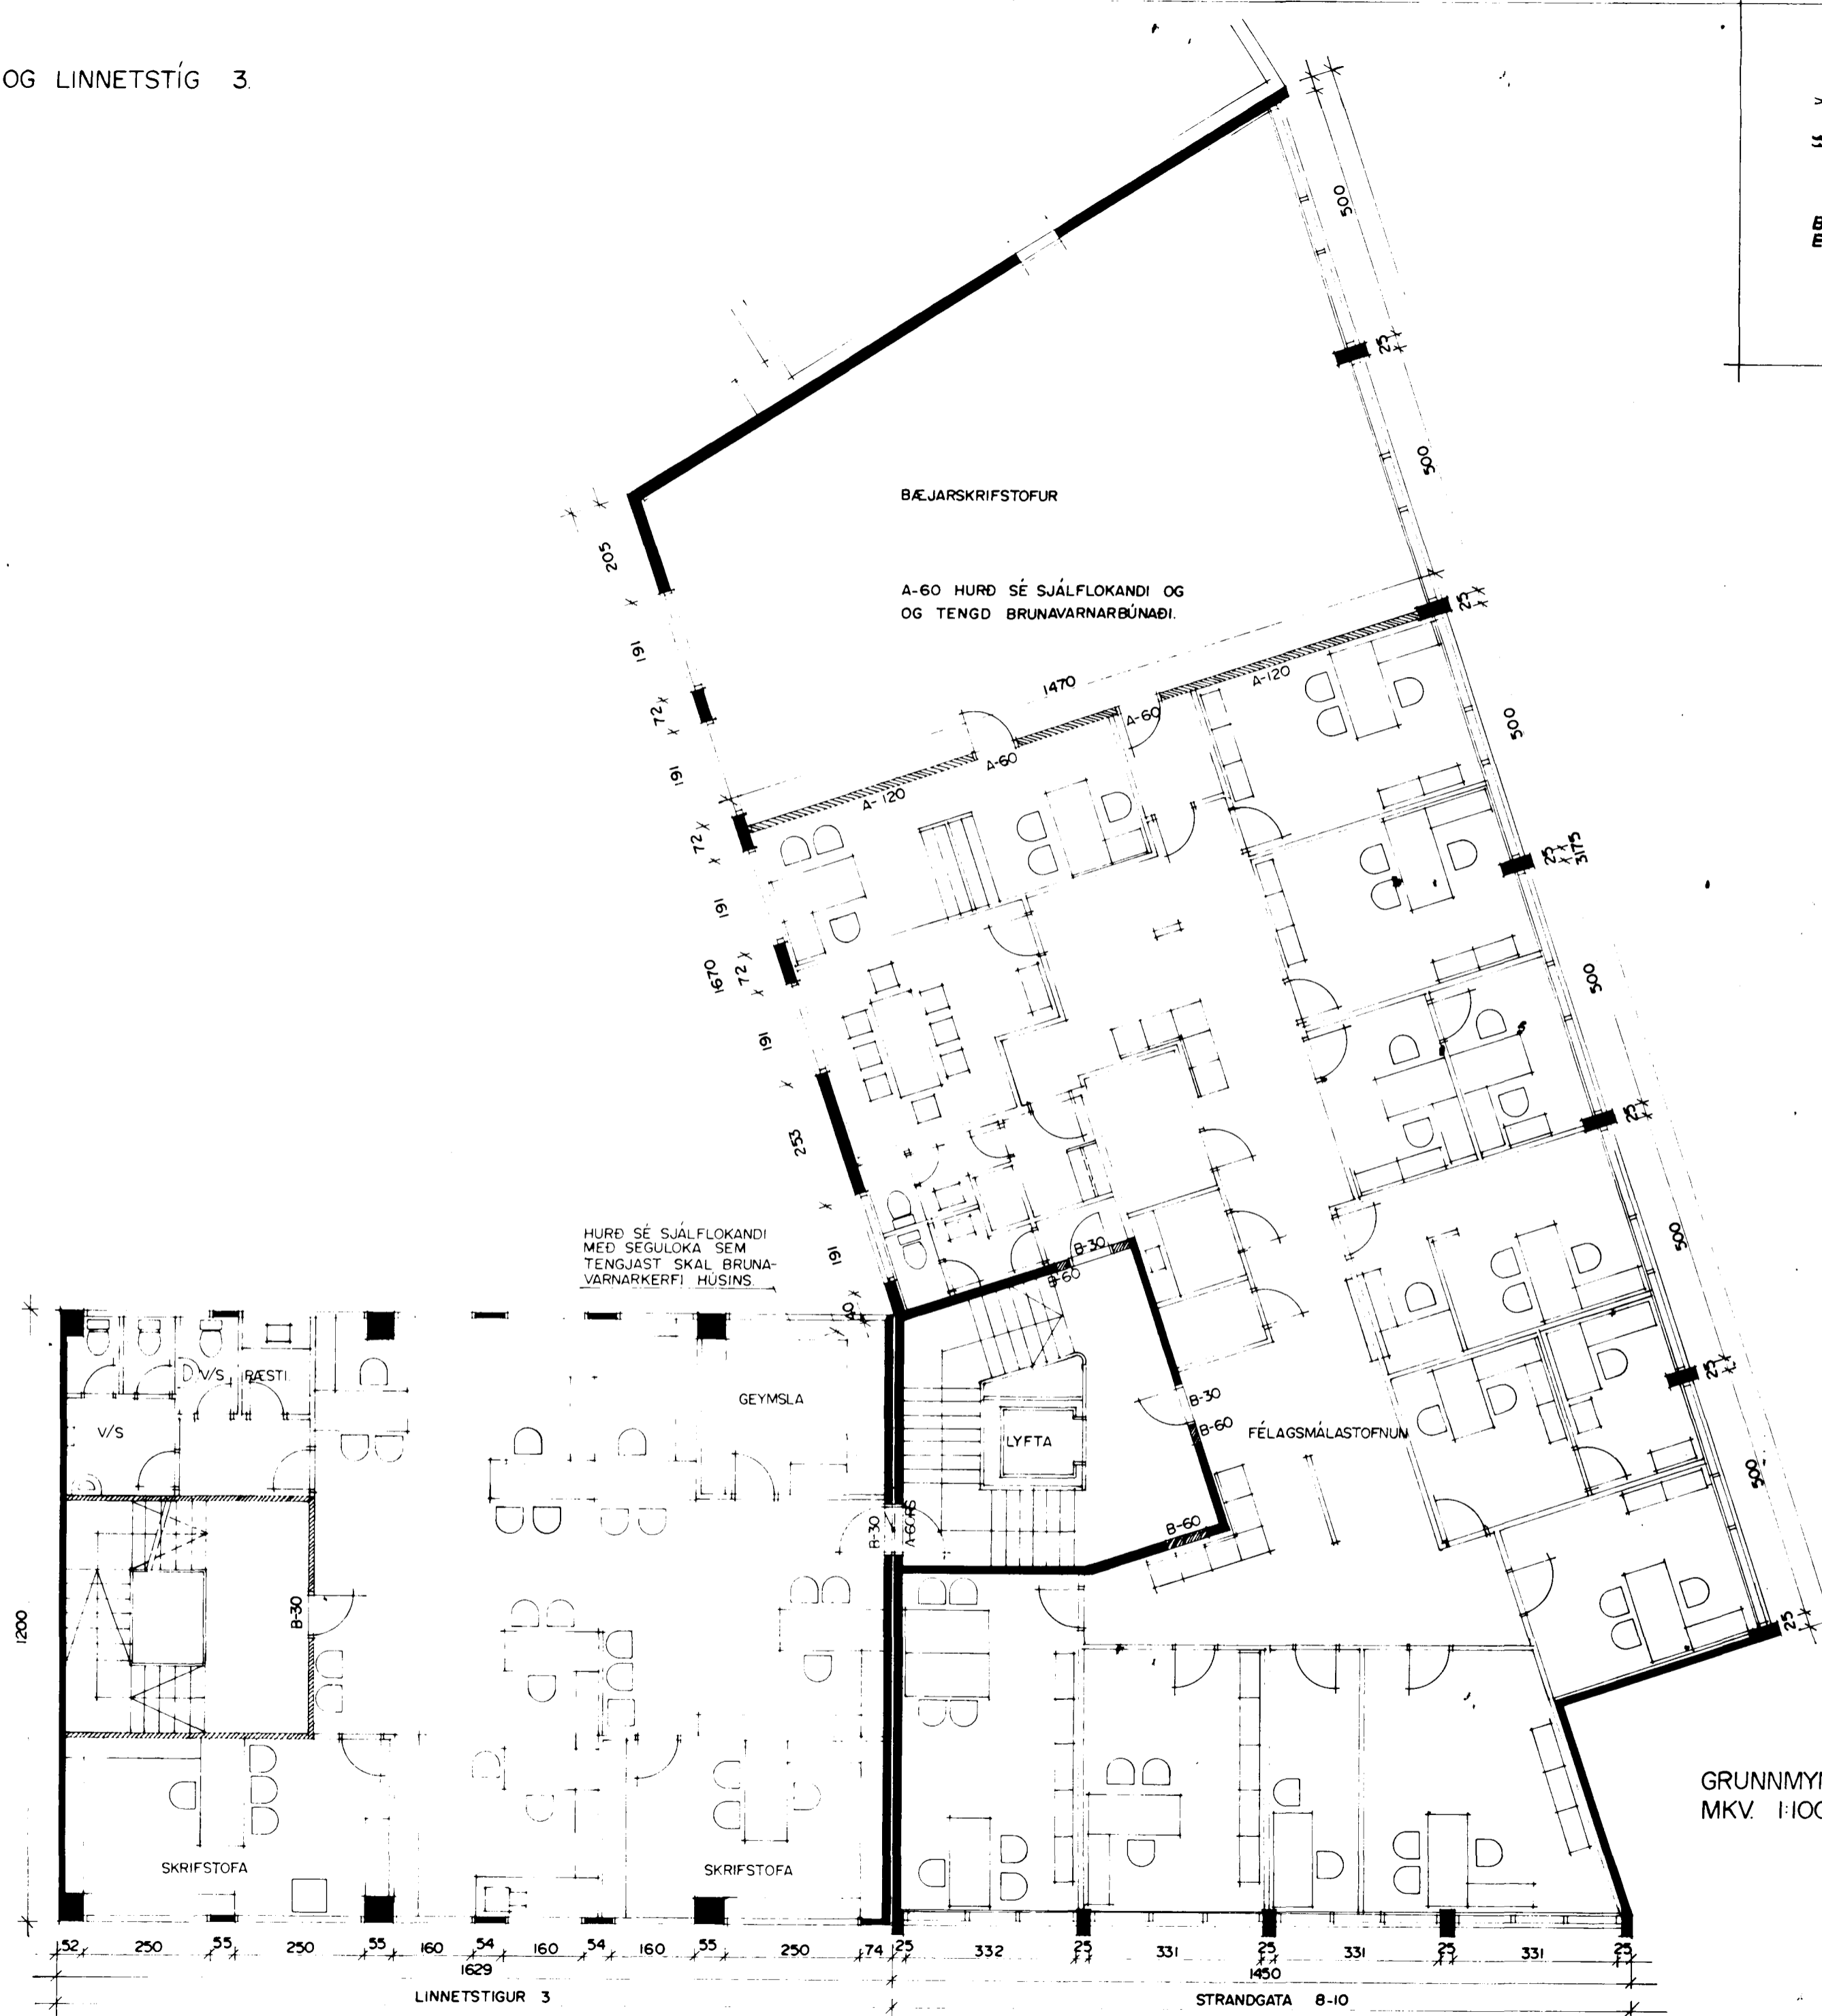 OG LINNETSTÍG 3.
500
25
500
BÆJARSKRIFSTOFUR
205
A-60 HURÐ SÉ SJÁLFLOKANDI OG
OG TENGD BRUNAVARNARBÚNAÐI.
25
191
A-120
1470
72
A-60
500
A-60
191
A-120
72
25
3175
191
1670
72
500
191
25
253
HURÐ SÉ SJÁLFLOKANDI
MEÐ SEGULOKA SEM
TENGJAST SKAL BRUNA-
VARNARKERFI HÚSINS.
500
191
B-30
B-60
40
V/S
RÆSTI
25
GEYMSLA
B-30
V/S
B-60
LYFTA
FÉLAGSMÁLASTOFNUN
500
B-30
B-60
1200
B-30
25
GRUNNMY
MKV. 1:100
SKRIFSTOFA
SKRIFSTOFA
52 250 55 250 55 160 54 160 54 160 55 250 74 25 332 25 331 25 331 25 331 25
1629
1450
LINNETSTIGUR 3
STRANDGATA 8-10